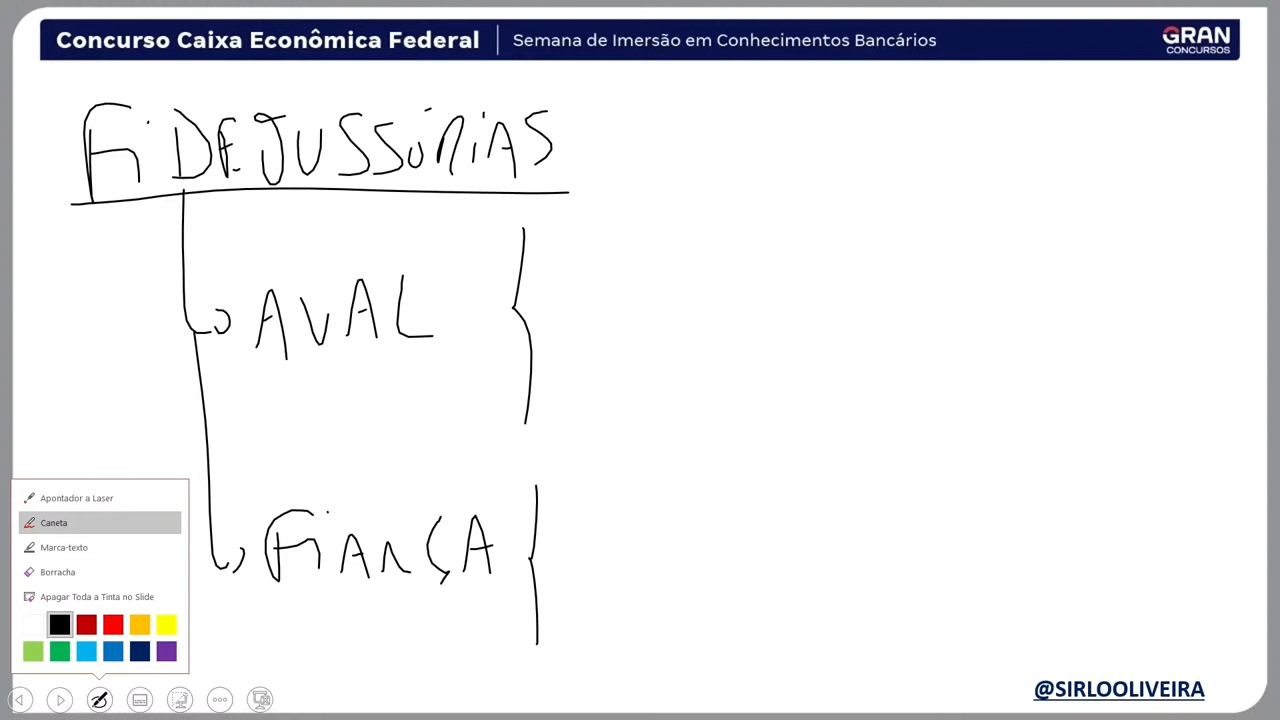 Concurso Caixa Econômica Federal | Semana de Imersão em Conhecimentos Bancários
GRAN
CONCURSOS
FiDEJUSSÓRiAS
AVAL
FiANÇA
Apontador a Laser
Caneta
Marca-texto
Borracha
Apagar Toda a Tinta no Slide
@SIRLOOLIVEIRA